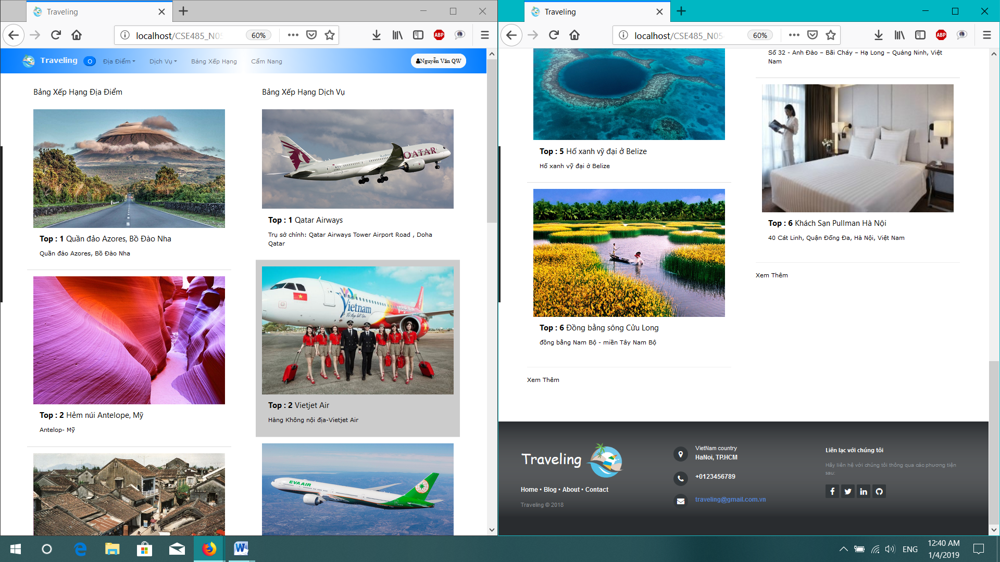 Traveling
localhost/CSE485_N05
60%
ABP
Traveling
Địa Điểm
Dịch Vụ
Bảng Xếp Hạng
Cẩm Nang
Nguyễn Văn QW
Bảng Xếp Hạng Địa Điểm
Top : 1 Quần đảo Azores, Bồ Đào Nha
Quần đảo Azores, Bồ Đào Nha
Top : 2 Hẻm núi Antelope, Mỹ
Antelop- Mỹ
Bảng Xếp Hạng Dịch Vụ
QATAR
Top : 1 Qatar Airways
Trụ sở chính: Qatar Airways Tower Airport Road , Doha
Qatar
Vietnam
Top : 2 Vietjet Air
Hàng Không nội địa-Vietjet Air
EVA AIR
Traveling
localhost/CSE485_N05
60%
ABP
Top : 5 Hố xanh vỹ đại ở Belize
Hố xanh vỹ đại ở Belize
Top : 6 Đồng bằng sông Cửu Long
đồng bằng Nam Bộ - miền Tây Nam Bộ
Xem Thêm
Số 32 - Anh Đào – Bãi Cháy – Hạ Long – Quảng Ninh, Việt
Nam
Top : 6 Khách Sạn Pullman Hà Nội
40 Cát Linh, Quận Đống Đa, Hà Nội, Việt Nam
Xem Thêm
Traveling
Home • Blog • About • Contact
Traveling © 2018
VietNam country
HaNoi, TP.HCM
+0123456789
traveling@gmail.com.vn
Liên lạc với chúng tôi
Hãy liên hệ với chúng tôi thông qua các phương tiện
sau:
ENG
12:40 AM
1/4/2019